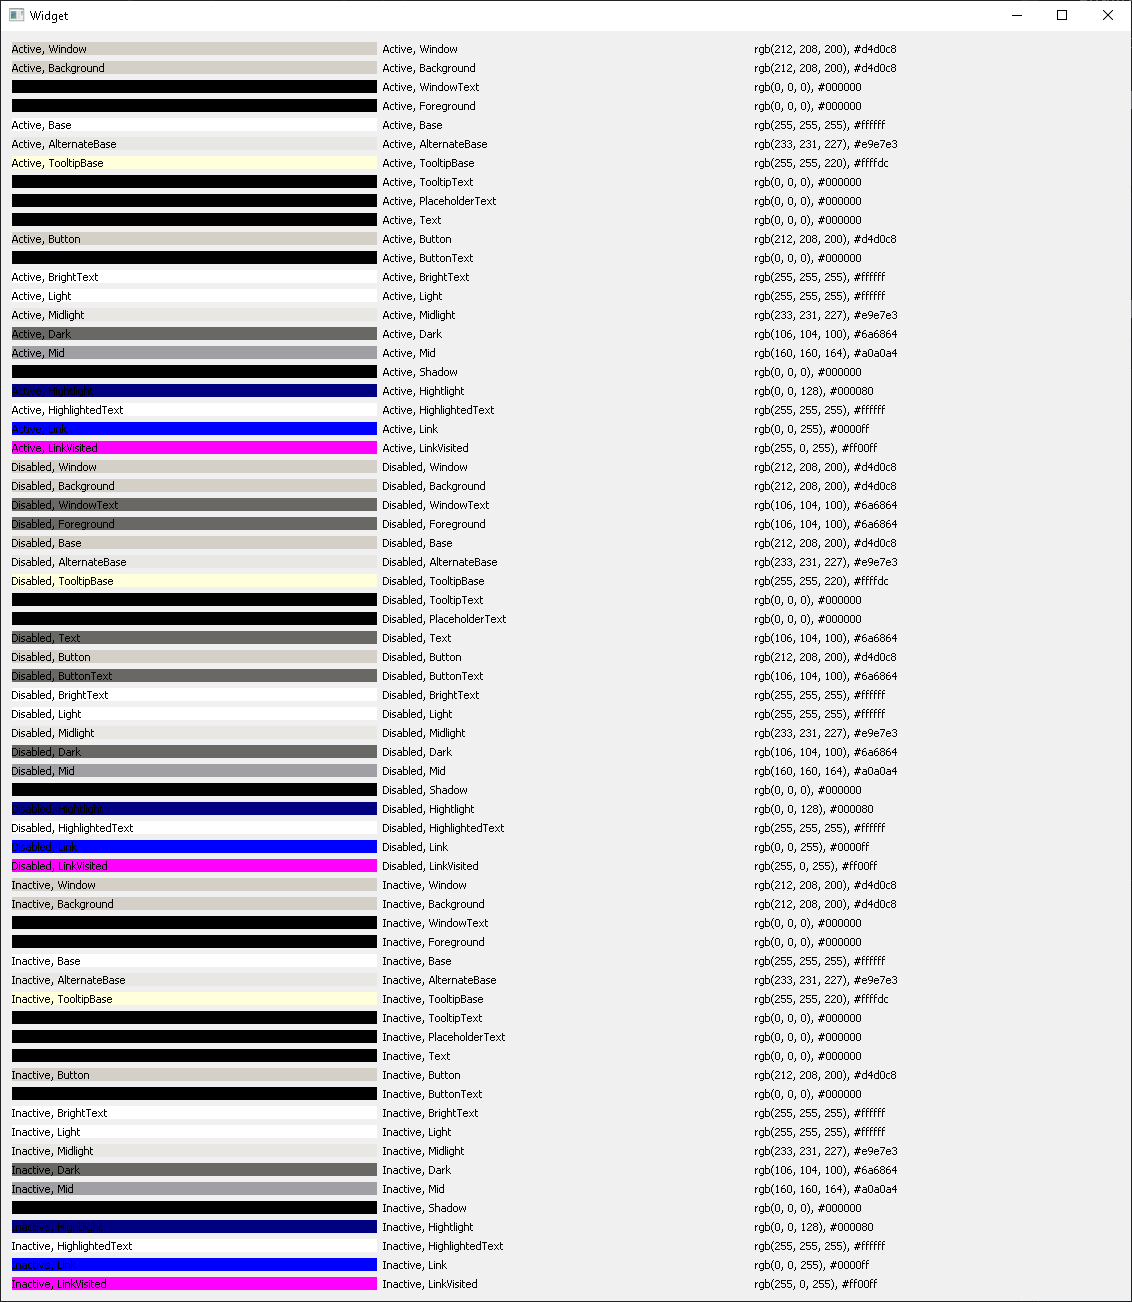 Widget
Active, Window Active, Window rgb(212, 208, 200), #d4d0c8
Active, Background Active, Background rgb(212, 208, 200), #d4d0c8
Active, WindowText rgb(0, 0, 0), #000000
Active, Foreground rgb(0, 0, 0), #000000
Active, Base Active, Base rgb(255, 255, 255), #ffffff
Active, AlternateBase Active, AlternateBase rgb(233, 231, 227), #e9e7e3
Active, TooltipBase Active, TooltipBase rgb(255, 255, 220), #ffffdc
Active, TooltipText rgb(0, 0, 0), #000000
Active, PlaceholderText rgb(0, 0, 0), #000000
Active, Text rgb(0, 0, 0), #000000
Active, Button Active, Button rgb(212, 208, 200), #d4d0c8
Active, ButtonText rgb(0, 0, 0), #000000
Active, BrightText Active, BrightText rgb(255, 255, 255), #ffffff
Active, Light Active, Light rgb(255, 255, 255), #ffffff
Active, Midlight Active, Midlight rgb(233, 231, 227), #e9e7e3
Active, Dark Active, Dark rgb(106, 104, 100), #6a6864
Active, Mid Active, Mid rgb(160, 160, 164), #a0a0a4
Active, Shadow rgb(0, 0, 0), #000000
Active, Hightlight Active, Hightlight rgb(0, 0, 128), #000080
Active, HighlightedText Active, HighlightedText rgb(255, 255, 255), #ffffff
Active, Link Active, Link rgb(0, 0, 255), #0000ff
Active, LinkVisited Active, LinkVisited rgb(255, 0, 255), #ff00ff
Disabled, Window Disabled, Window rgb(212, 208, 200), #d4d0c8
Disabled, Background Disabled, Background rgb(212, 208, 200), #d4d0c8
Disabled, WindowText Disabled, WindowText rgb(106, 104, 100), #6a6864
Disabled, Foreground Disabled, Foreground rgb(106, 104, 100), #6a6864
Disabled, Base Disabled, Base rgb(212, 208, 200), #d4d0c8
Disabled, AlternateBase Disabled, AlternateBase rgb(233, 231, 227), #e9e7e3
Disabled, TooltipBase Disabled, TooltipBase rgb(255, 255, 220), #ffffdc
Disabled, TooltipText rgb(0, 0, 0), #000000
Disabled, PlaceholderText rgb(0, 0, 0), #000000
Disabled, Text Disabled, Text rgb(106, 104, 100), #6a6864
Disabled, Button Disabled, Button rgb(212, 208, 200), #d4d0c8
Disabled, ButtonText Disabled, ButtonText rgb(106, 104, 100), #6a6864
Disabled, BrightText Disabled, BrightText rgb(255, 255, 255), #ffffff
Disabled, Light Disabled, Light rgb(255, 255, 255), #ffffff
Disabled, Midlight Disabled, Midlight rgb(233, 231, 227), #e9e7e3
Disabled, Dark Disabled, Dark rgb(106, 104, 100), #6a6864
Disabled, Mid Disabled, Mid rgb(160, 160, 164), #a0a0a4
Disabled, Shadow rgb(0, 0, 0), #000000
Disabled, Hightlight Disabled, Hightlight rgb(0, 0, 128), #000080
Disabled, HighlightedText Disabled, HighlightedText rgb(255, 255, 255), #ffffff
Disabled, Link Disabled, Link rgb(0, 0, 255), #0000ff
Disabled, LinkVisited Disabled, LinkVisited rgb(255, 0, 255), #ff00ff
Inactive, Window Inactive, Window rgb(212, 208, 200), #d4d0c8
Inactive, Background Inactive, Background rgb(212, 208, 200), #d4d0c8
Inactive, WindowText rgb(0, 0, 0), #000000
Inactive, Foreground rgb(0, 0, 0), #000000
Inactive, Base Inactive, Base rgb(255, 255, 255), #ffffff
Inactive, AlternateBase Inactive, AlternateBase rgb(233, 231, 227), #e9e7e3
Inactive, TooltipBase Inactive, TooltipBase rgb(255, 255, 220), #ffffdc
Inactive, TooltipText rgb(0, 0, 0), #000000
Inactive, PlaceholderText rgb(0, 0, 0), #000000
Inactive, Text rgb(0, 0, 0), #000000
Inactive, Button Inactive, Button rgb(212, 208, 200), #d4d0c8
Inactive, ButtonText rgb(0, 0, 0), #000000
Inactive, BrightText Inactive, BrightText rgb(255, 255, 255), #ffffff
Inactive, Light Inactive, Light rgb(255, 255, 255), #ffffff
Inactive, Midlight Inactive, Midlight rgb(233, 231, 227), #e9e7e3
Inactive, Dark Inactive, Dark rgb(106, 104, 100), #6a6864
Inactive, Mid Inactive, Mid rgb(160, 160, 164), #a0a0a4
Inactive, Shadow rgb(0, 0, 0), #000000
Inactive, Hightlight Inactive, Hightlight rgb(0, 0, 128), #000080
Inactive, HighlightedText Inactive, HighlightedText rgb(255, 255, 255), #ffffff
Inactive, Link Inactive, Link rgb(0, 0, 255), #0000ff
Inactive, LinkVisited Inactive, LinkVisited rgb(255, 0, 255), #ff00ff